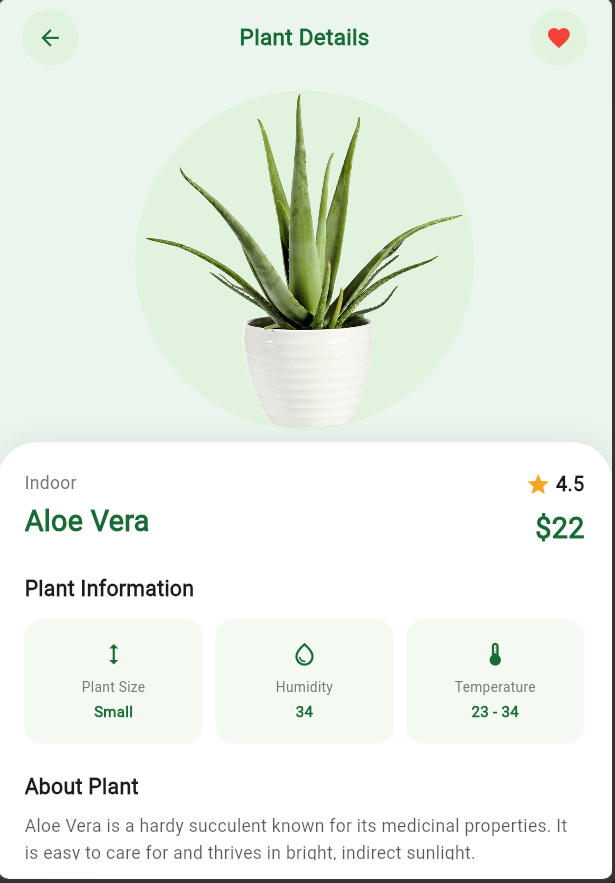 Plant Details
Indoor
4.5
Aloe Vera
$22
Plant Information
Plant Size
Humidity
Temperature
Small
34
23 - 34
About Plant
Aloe Vera is a hardy succulent known for its medicinal properties. It
is easy to care for and thrives in bright, indirect sunlight.